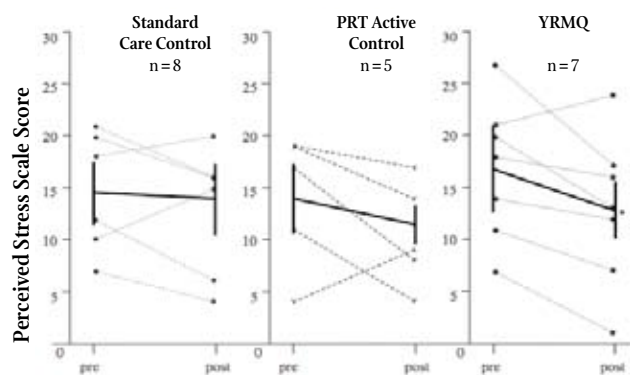 Standard
Care Control
n=8
PRT Active
Control
n=5
YRMQ
n=7
Perceived Stress Scale Score
30
25
20
15
10
5
0
pre
post
30
25
20
15
10
5
0
pre
post
30
25
20
15
10
5
0
pre
post